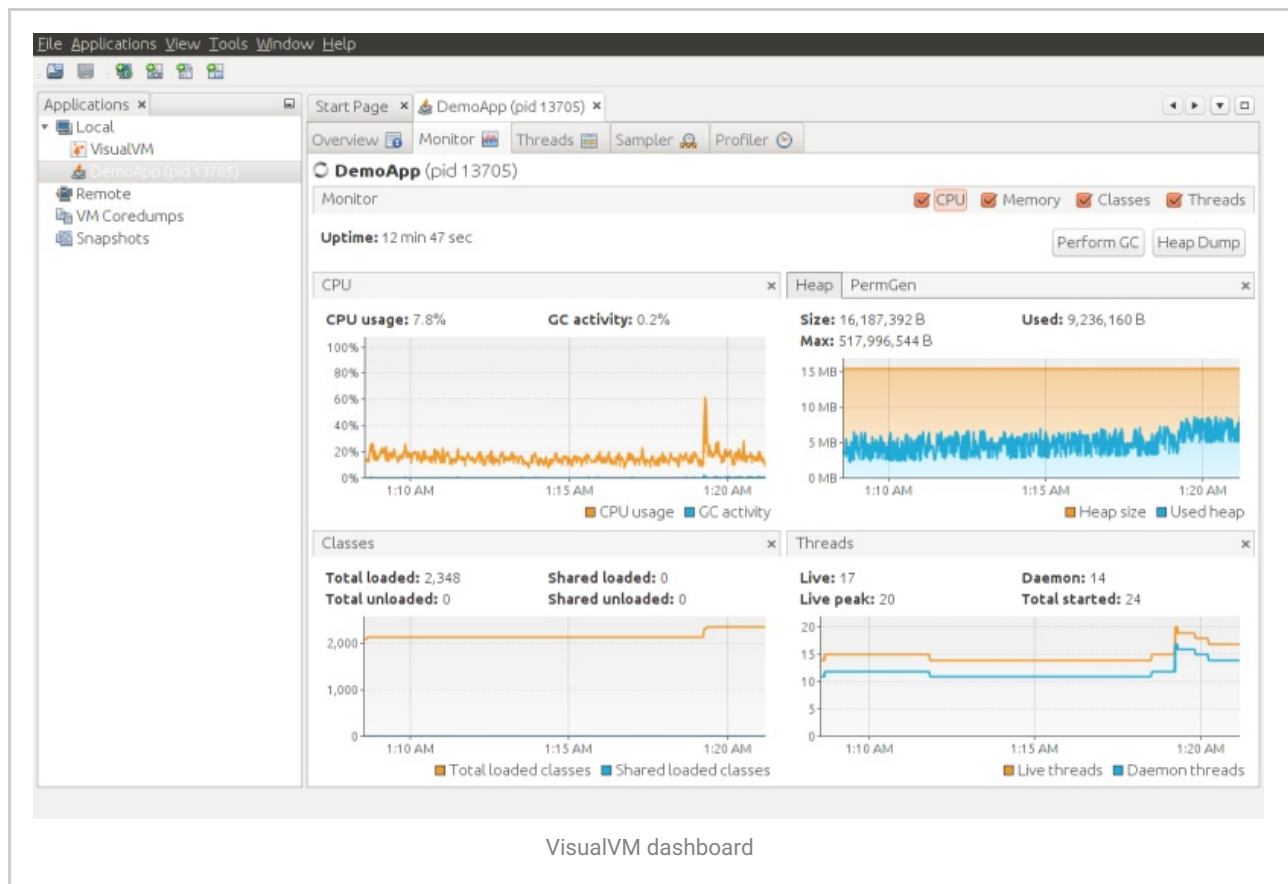 File Applications View Tools Window Help
Applications
Local
VisualVM
DemoApp (pid 13705)
Remote
VM Coredumps
Snapshots
Start Page DemoApp (pid 13705)
Overview Monitor Threads Sampler Profiler
DemoApp (pid 13705)
Monitor CPU Memory Classes Threads
Uptime: 12 min 47 sec Perform GC Heap Dump
CPU
CPU usage: 7.8% GC activity: 0.2%
100%
80%
60%
40%
20%
0%
1:10 AM 1:15 AM 1:20 AM
CPU usage GC activity
Heap PermGen
Size: 16,187,392 B Used: 9,236,160 B
Max: 517,996,544 B
15 MB
10 MB
5 MB
0 MB
1:10 AM 1:15 AM 1:20 AM
Heap size Used heap
Classes
Total loaded: 2,348 Shared loaded: 0
Total unloaded: 0 Shared unloaded: 0
2,000
1,000
0
1:10 AM 1:15 AM 1:20 AM
Total loaded classes Shared loaded classes
Threads
Live: 17 Daemon: 14
Live peak: 20 Total started: 24
20
15
10
5
0
1:10 AM 1:15 AM 1:20 AM
Live threads Daemon threads
VisualVM dashboard